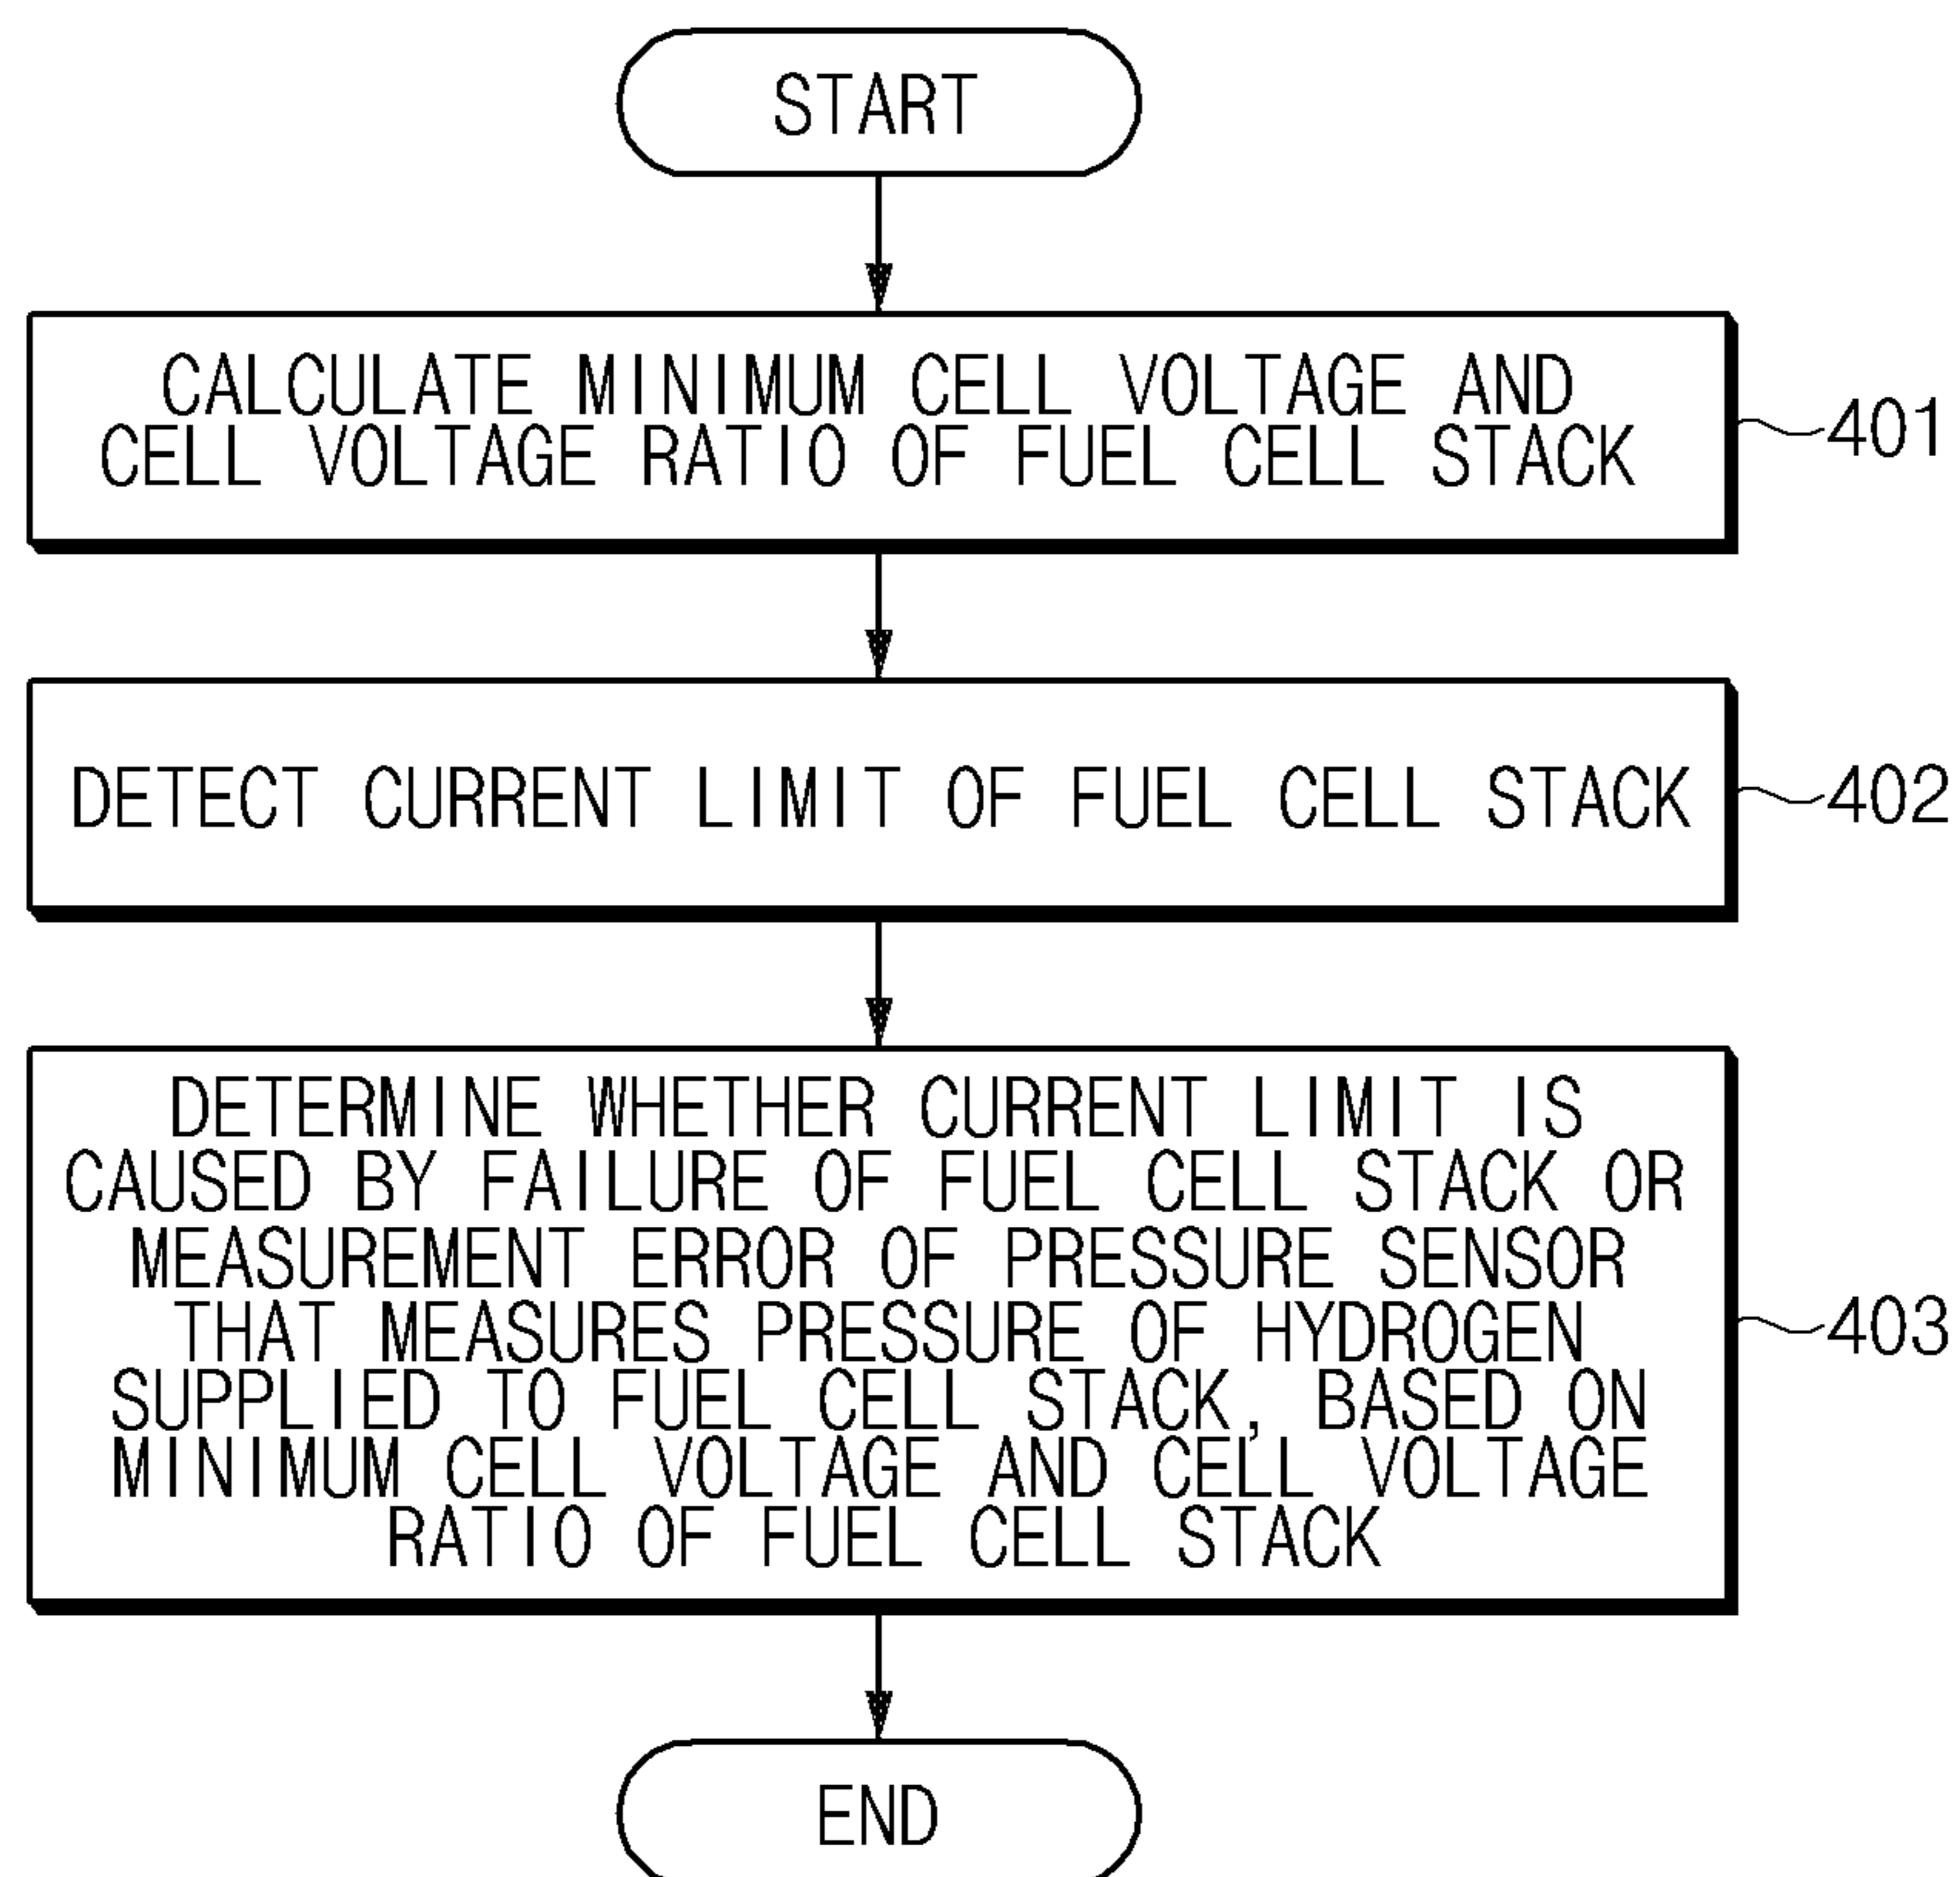 START
CALCULATE MINIMUM CELL VOLTAGE AND
CELL VOLTAGE RATIO OF FUEL CELL STACK
401
DETECT CURRENT LIMIT OF FUEL CELL STACK
402
DETERMINE WHETHER CURRENT LIMIT IS
CAUSED BY FAILURE OF FUEL CELL STACK OR
MEASUREMENT ERROR OF PRESSURE SENSOR
THAT MEASURES PRESSURE OF HYDROGEN
SUPPLIED TO FUEL CELL STACK, BASED ON
MINIMUM CELL VOLTAGE AND CELL VOLTAGE
RATIO OF FUEL CELL STACK
403
END